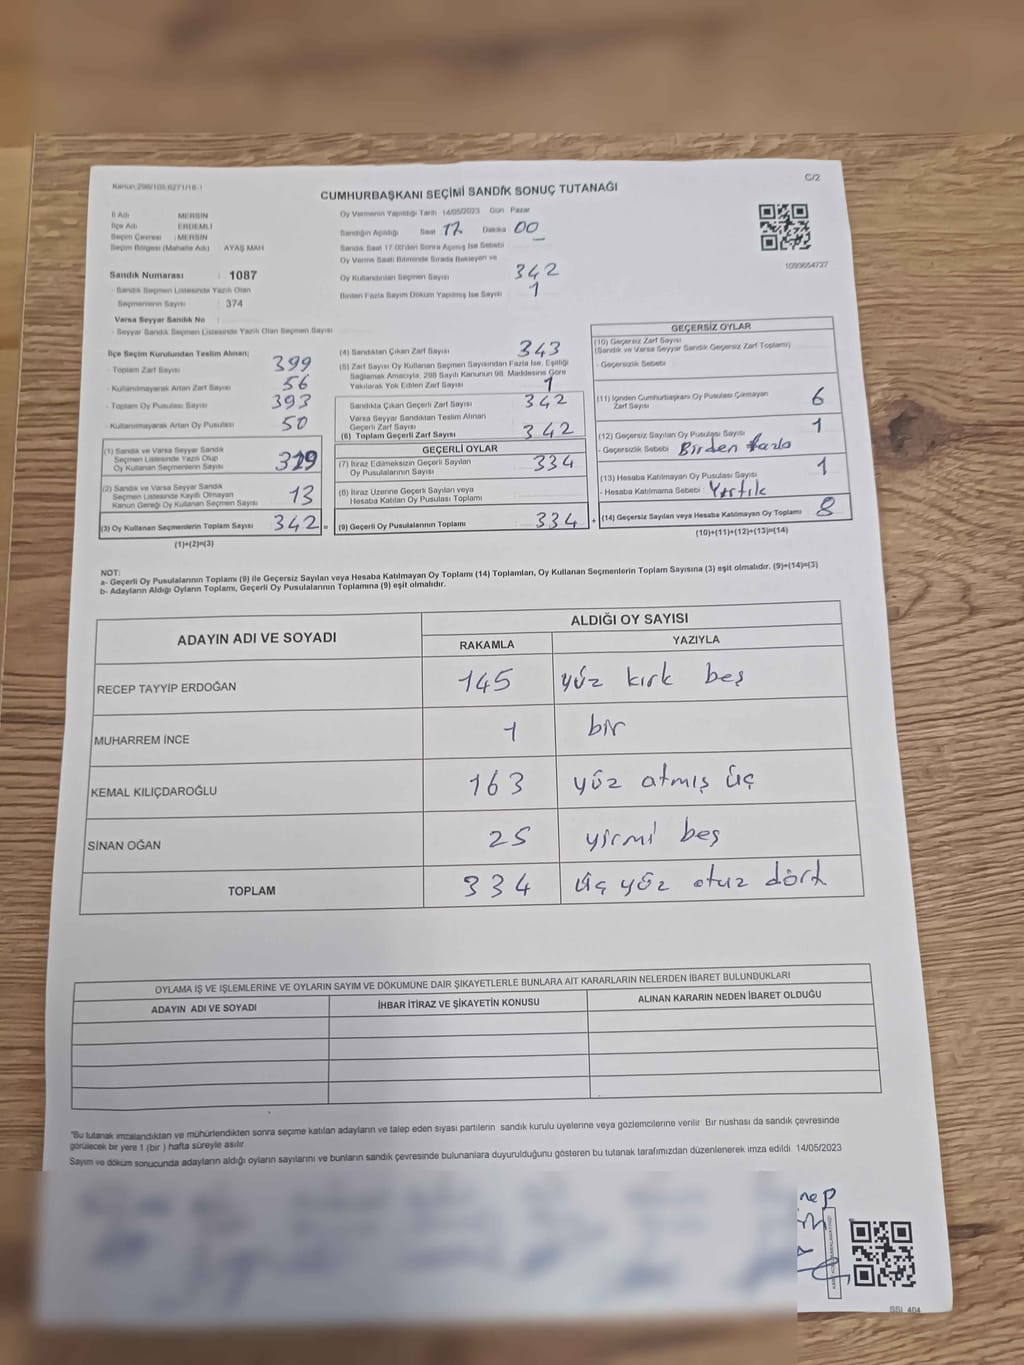 Kanun:298/108;6271/18-1
C/2
CUMHURBAŞKANI SEÇİMİ SANDIK SONUÇ TUTANAĞI
İl Adı MERSİN
İlçe Adı ERDEMLİ
Seçim Çevresi : MERSİN
Seçim Bölgesi (Mahalle Adı) : AYAŞ MAH
Sandık Numarası : 1087
- Sandık Seçmen Listesinde Yazılı Olan
Seçmenlerin Sayısı : 374
Varsa Seyyar Sandık No :
- Seyyar Sandık Seçmen Listesinde Yazılı Olan Seçmen Sayısı
Oy Vermenin Yapıldığı Tarih 14/05/2023 Gün Pazar
Sandığın Açıldığı Saat 17 Dakika 00
Sandık Saat 17.00'den Sonra Açılmış İse Sebebi
Oy Verme Saati Bitiminde Sırada Bekleyen ve
Oy Kullandırılan Seçmen Sayısı 342
Birden Fazla Sayım Döküm Yapılmış İse Sayısı 1
1093654727
İlçe Seçim Kurulundan Teslim Alınan;
- Toplam Zarf Sayısı 399
- Kullanılmayarak Artan Zarf Sayısı 56
- Toplam Oy Pusulası Sayısı 393
- Kullanılmayarak Artan Oy Pusulası 50
(1) Sandık ve Varsa Seyyar Sandık
Seçmen Listesinde Yazılı Olup
Oy Kullanan Seçmenlerin Sayısı 329
(2) Sandık ve Varsa Seyyar Sandık
Seçmen Listesinde Kayıtlı Olmayan
Kanun Gereği Oy Kullanan Seçmen Sayısı 13
(3) Oy Kullanan Seçmenlerin Toplam Sayısı 342 =
(1)+(2)=(3)
(4) Sandıktan Çıkan Zarf Sayısı 343
(5) Zarf Sayısı Oy Kullanan Seçmen Sayısından Fazla İse, Eşitliği
Sağlamak Amacıyla, 298 Sayılı Kanunun 98. Maddesine Göre
Yakılarak Yok Edilen Zarf Sayısı 1
Sandıkta Çıkan Geçerli Zarf Sayısı 342
Varsa Seyyar Sandıktan Teslim Alınan
Geçerli Zarf Sayısı
(6) Toplam Geçerli Zarf Sayısı 342
GEÇERLİ OYLAR
(7) İtiraz Edilmeksizin Geçerli Sayılan
Oy Pusulalarının Sayısı 334
(8) İtiraz Üzerine Geçerli Sayılan veya
Hesaba Katılan Oy Pusulası Toplamı
(9) Geçerli Oy Pusulalarının Toplamı 334 +
GEÇERSİZ OYLAR
(10) Geçersiz Zarf Sayısı
(Sandık ve Varsa Seyyar Sandık Geçersiz Zarf Toplamı)
- Geçersizlik Sebebi
(11) İçinden Cumhurbaşkanı Oy Pusulası Çıkmayan
Zarf Sayısı 6
(12) Geçersiz Sayılan Oy Pusulası Sayısı 1
- Geçersizlik Sebebi Birden fazla
(13) Hesaba Katılmayan Oy Pusulası Sayısı 1
- Hesaba Katılmama Sebebi Yırtık
(14) Geçersiz Sayılan veya Hesaba Katılmayan Oy Toplamı 8
(10)+(11)+(12)+(13)=(14)
NOT:
a- Geçerli Oy Pusulalarının Toplamı (9) ile Geçersiz Sayılan veya Hesaba Katılmayan Oy Toplamı (14) Toplamları, Oy Kullanan Seçmenlerin Toplam Sayısına (3) eşit olmalıdır. (9)+(14)=(3)
b- Adayların Aldığı Oyların Toplamı, Geçerli Oy Pusulalarının Toplamına (9) eşit olmalıdır.
ADAYIN ADI VE SOYADI ALDIĞI OY SAYISI
RAKAMLA YAZIYLA
RECEP TAYYİP ERDOĞAN 145 yüz kırk beş
MUHARREM İNCE 1 bir
KEMAL KILIÇDAROĞLU 163 yüz atmış üç
SİNAN OĞAN 25 yirmi beş
TOPLAM 334 üç yüz otuz dört
OYLAMA İŞ VE İŞLEMLERİNE VE OYLARIN SAYIM VE DÖKÜMÜNE DAİR ŞİKAYETLERLE BUNLARA AİT KARARLARIN NELERDEN İBARET BULUNDUKLARI
ADAYIN ADI VE SOYADI İHBAR İTİRAZ VE ŞİKAYETİN KONUSU ALINAN KARARIN NEDEN İBARET OLDUĞU
"Bu tutanak imzalandıktan ve mühürlendikten sonra seçime katılan adayların ve talep eden siyasi partilerin sandık kurulu üyelerine veya gözlemcilerine verilir. Bir nüshası da sandık çevresinde
görülecek bir yere 1 (bir ) hafta süreyle asılır.
Sayım ve döküm sonucunda adayların aldığı oyların sayılarını ve bunların sandık çevresinde bulunanlara duyurulduğunu gösteren bu tutanak tarafımızdan düzenlenerek imza edildi. 14/05/2023
nep
SSI_404